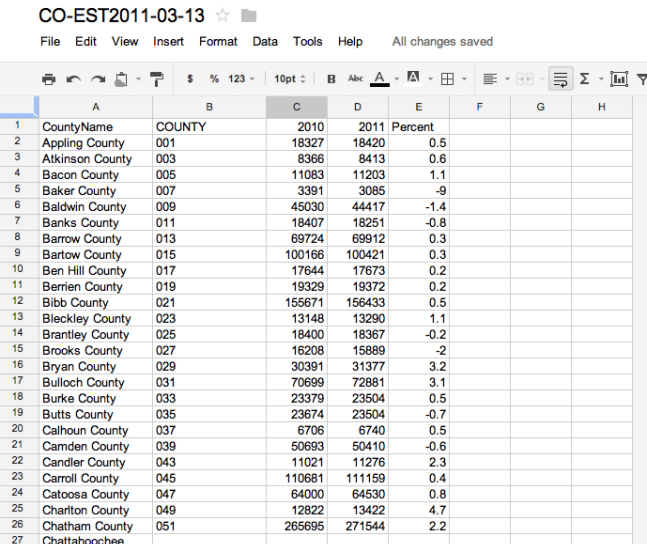 CO-EST2011-03-13
File Edit View Insert Format Data Tools Help All changes saved
$ % 123 10pt B Abc A A Σ
A B C D E F G H
1 CountyName COUNTY 2010 2011 Percent
2 Appling County 001 18327 18420 0.5
3 Atkinson County 003 8366 8413 0.6
4 Bacon County 005 11083 11203 1.1
5 Baker County 007 3391 3085 -9
6 Baldwin County 009 45030 44417 -1.4
7 Banks County 011 18407 18251 -0.8
8 Barrow County 013 69724 69912 0.3
9 Bartow County 015 100166 100421 0.3
10 Ben Hill County 017 17644 17673 0.2
11 Berrien County 019 19329 19372 0.2
12 Bibb County 021 155671 156433 0.5
13 Bleckley County 023 13148 13290 1.1
14 Brantley County 025 18400 18367 -0.2
15 Brooks County 027 16208 15889 -2
16 Bryan County 029 30391 31377 3.2
17 Bulloch County 031 70699 72881 3.1
18 Burke County 033 23379 23504 0.5
19 Butts County 035 23674 23504 -0.7
20 Calhoun County 037 6706 6740 0.5
21 Camden County 039 50693 50410 -0.6
22 Candler County 043 11021 11276 2.3
23 Carroll County 045 110681 111159 0.4
24 Catoosa County 047 64000 64530 0.8
25 Charlton County 049 12822 13422 4.7
26 Chatham County 051 265695 271544 2.2
27 Chattahoochee